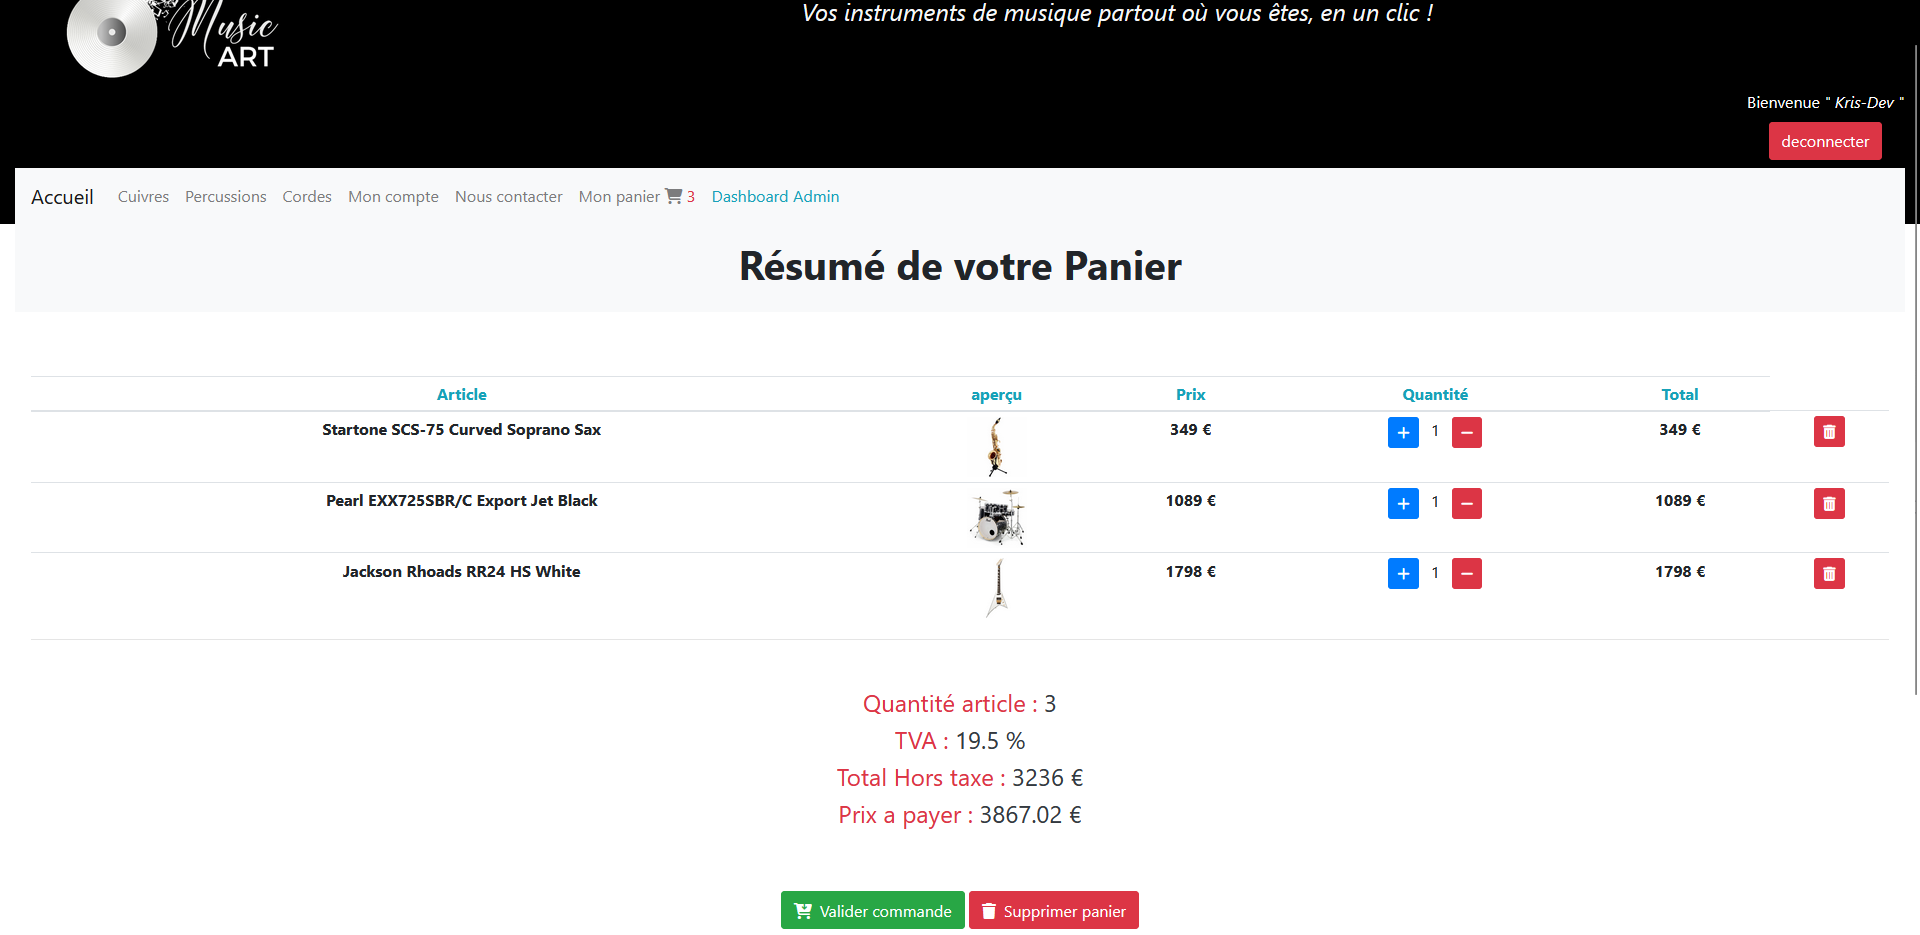 Music
ART
Vos instruments de musique partout où vous êtes, en un clic !
Bienvenue " Kris-Dev "
deconnecter
Accueil Cuivres Percussions Cordes Mon compte Nous contacter Mon panier 3 Dashboard Admin
Résumé de votre Panier
Article aperçu Prix Quantité Total
Startone SCS-75 Curved Soprano Sax 349 € + 1 − 349 €
Pearl EXX725SBR/C Export Jet Black 1089 € + 1 − 1089 €
Jackson Rhoads RR24 HS White 1798 € + 1 − 1798 €
Quantité article : 3
TVA : 19.5 %
Total Hors taxe : 3236 €
Prix a payer : 3867.02 €
Valider commande Supprimer panier